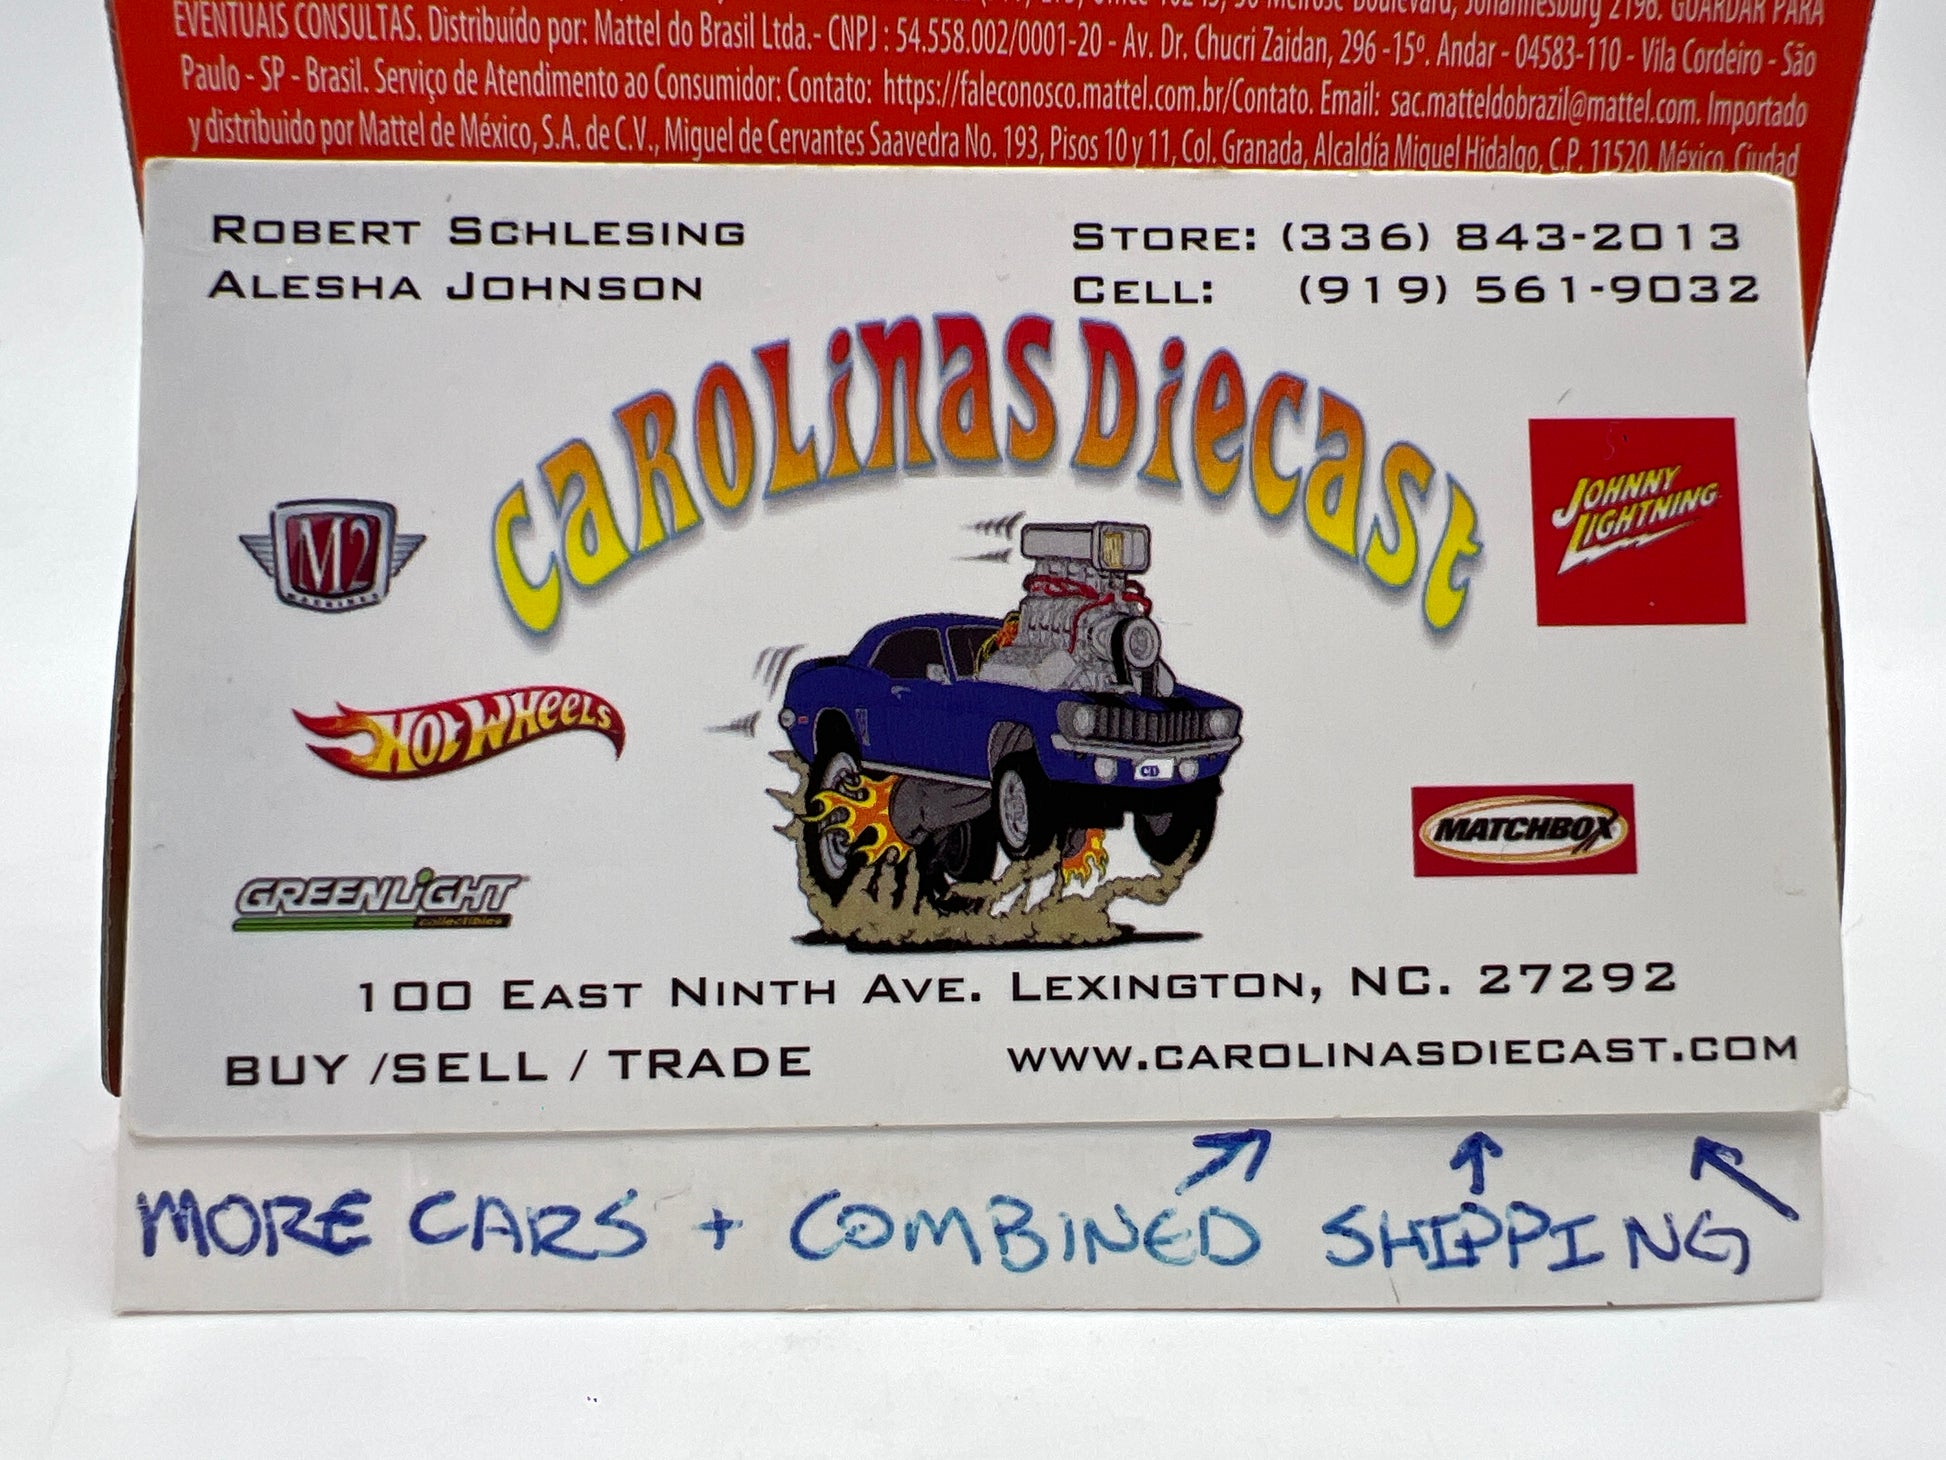 EVENTUAIS CONSULTAS. Distribuído por: Mattel do Brasil Ltda.- CNPJ : 54.558.002/0001-20 - Av. Dr. Chucri Zaidan, 296 -15º. Andar - 04583-110 - Vila Cordeiro - São
Paulo - SP - Brasil. Serviço de Atendimento ao Consumidor: Contato: https://faleconosco.mattel.com.br/Contato. Email: sac.matteldobrazil@mattel.com. Importado
y distribuido por Mattel de México, S.A. de C.V., Miguel de Cervantes Saavedra No. 193, Pisos 10 y 11, Col. Granada, Alcaldía Miguel Hidalgo, C.P. 11520, México, Ciudad
ROBERT SCHLESING
ALESHA JOHNSON
STORE: (336) 843-2013
CELL: (919) 561-9032
CAROLINAS DIECAST
M2
MACHINES
JOHNNY
LIGHTNING
HOT WHEELS
CD
MATCHBOX
GREENLIGHT
collectibles
100 EAST NINTH AVE. LEXINGTON, NC. 27292
BUY /SELL / TRADE
WWW.CAROLINASDIECAST.COM
MORE CARS + COMBINED SHIPPING